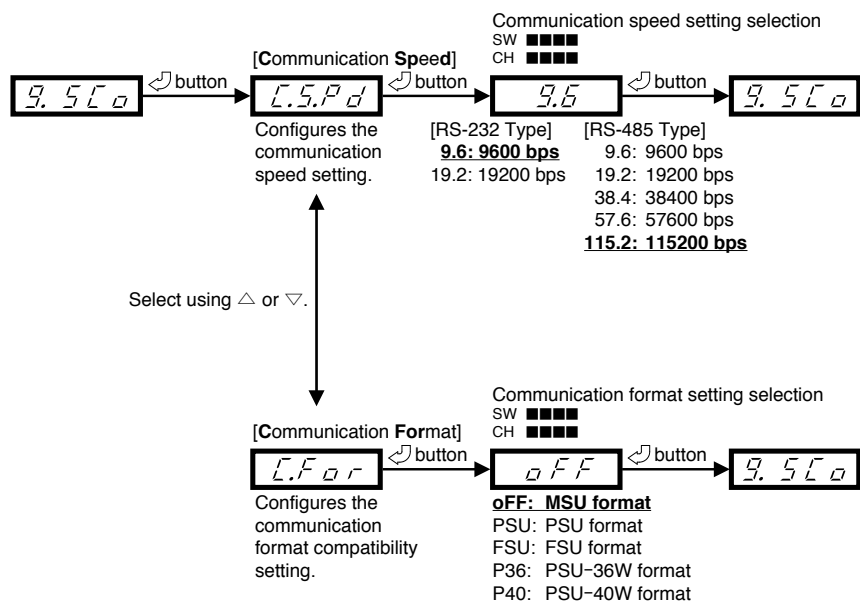 Communication speed setting selection
SW ■■■■
CH ■■■■
[Communication Speed]
9. SCo
button
C.S.Pd
button
9.6
button
9. SCo
Configures the
communication
speed setting.
[RS-232 Type]
9.6: 9600 bps
19.2: 19200 bps
[RS-485 Type]
9.6: 9600 bps
19.2: 19200 bps
38.4: 38400 bps
57.6: 57600 bps
115.2: 115200 bps
Select using △ or ▽.
Communication format setting selection
SW ■■■■
CH ■■■■
[Communication Format]
C.For
button
oFF
button
9. SCo
Configures the
communication
format compatibility
setting.
oFF: MSU format
PSU: PSU format
FSU: FSU format
P36: PSU-36W format
P40: PSU-40W format